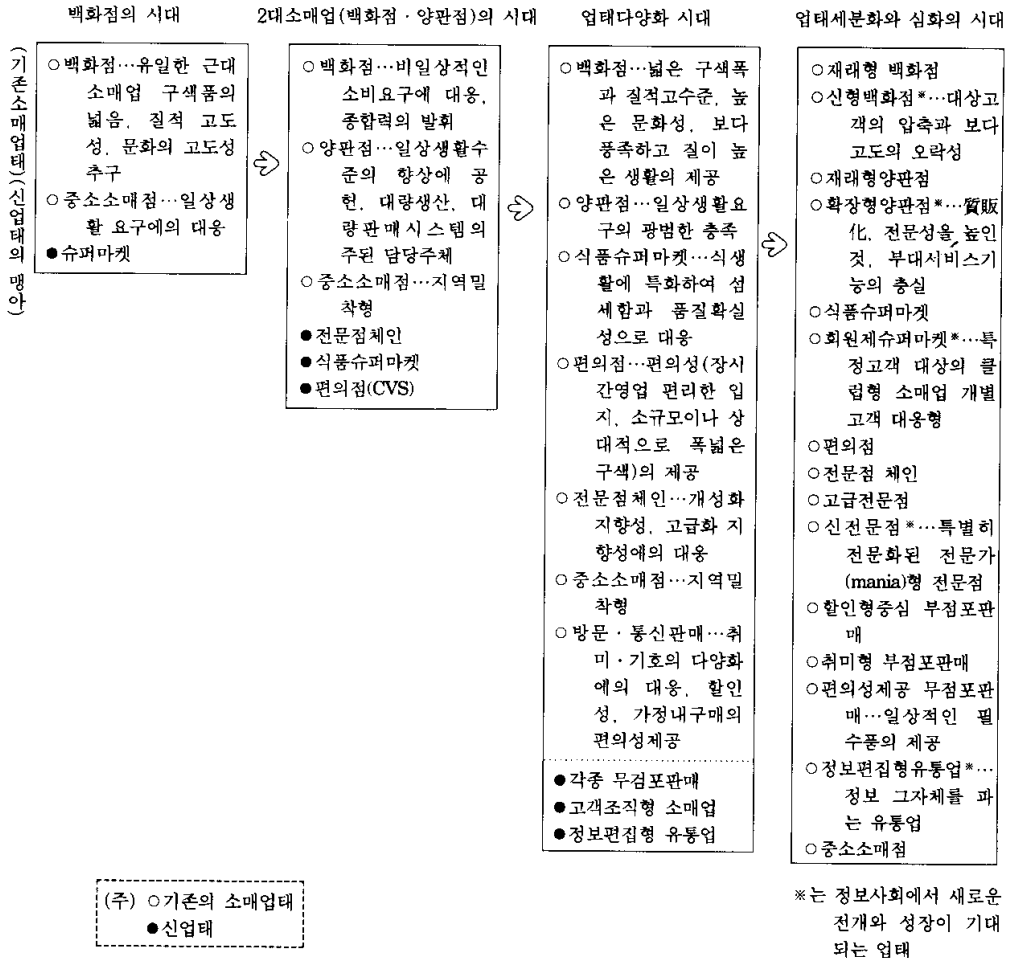 백화점의 시대
2대소매업(백화점 · 양판점)의 시대
업태다양화 시대
업태세분화와 심화의 시대
(기존소매업태)(신업태의 맹아)
○백화점…유일한 근대
소매업 구색품의
넓음, 질적 고도
성, 문화의 고도성
추구
○중소소매점…일상생
활 요구에의 대응
●슈퍼마켓
○백화점…비일상적인
소비요구에 대응,
종합력의 발휘
○양판점…일상생활수
준의 향상에 공
헌, 대량생산, 대
량판매시스템의
주된 담당주체
○중소소매점…지역밀
착형
●전문점체인
●식품슈퍼마켓
●편의점(CVS)
○백화점…넓은 구색폭
과 질적고수준, 높
은 문화성, 보다
풍족하고 질이 높
은 생활의 제공
○양판점…일상생활요
구의 광범한 충족
○식품슈퍼마켓…식생
활에 특화하여 섬
세함과 품질확실
성으로 대응
○편의점…편의성(장시
간영업 편리한 입
지, 소규모이나 상
대적으로 폭넓은
구색)의 제공
○전문점체인…개성화
지향성, 고급화 지
향성에의 대응
○중소소매점…지역밀
착형
○방문 · 통신판매…취
미 · 기호의 다양화
에의 대응, 할인
성, 가정내구매의
편의성제공
●각종 무검포판매
●고객조직형 소매업
●정보편집형 유통업
○재래형 백화점
○신형백화점※…대상고
객의 압축과 보다
고도의 오락성
○재래형양판점
○확장형양판점※…質販
化, 전문성을 높인
것, 부대서비스기
능의 충실
○식품슈퍼마겟
○회원제슈퍼마켓※…특
정고객 대상의 클
럽형 소매업 개별
고객 대응형
○편의점
○전문점 체인
○고급전문점
○신전문점※…특별히
전문화된 전문가
(mania)형 전문점
○할인형중심 부점포판
매
○취미형 부점포판매
○편의성제공 무점포판
매…일상적인 필
수품의 제공
○정보편집형유통업※…
정보 그자체를 파
는 유통업
○중소소매점
(주) ○기존의 소매업태
●신업태
※는 정보사회에서 새로운
전개와 성장이 기대
되는 업태